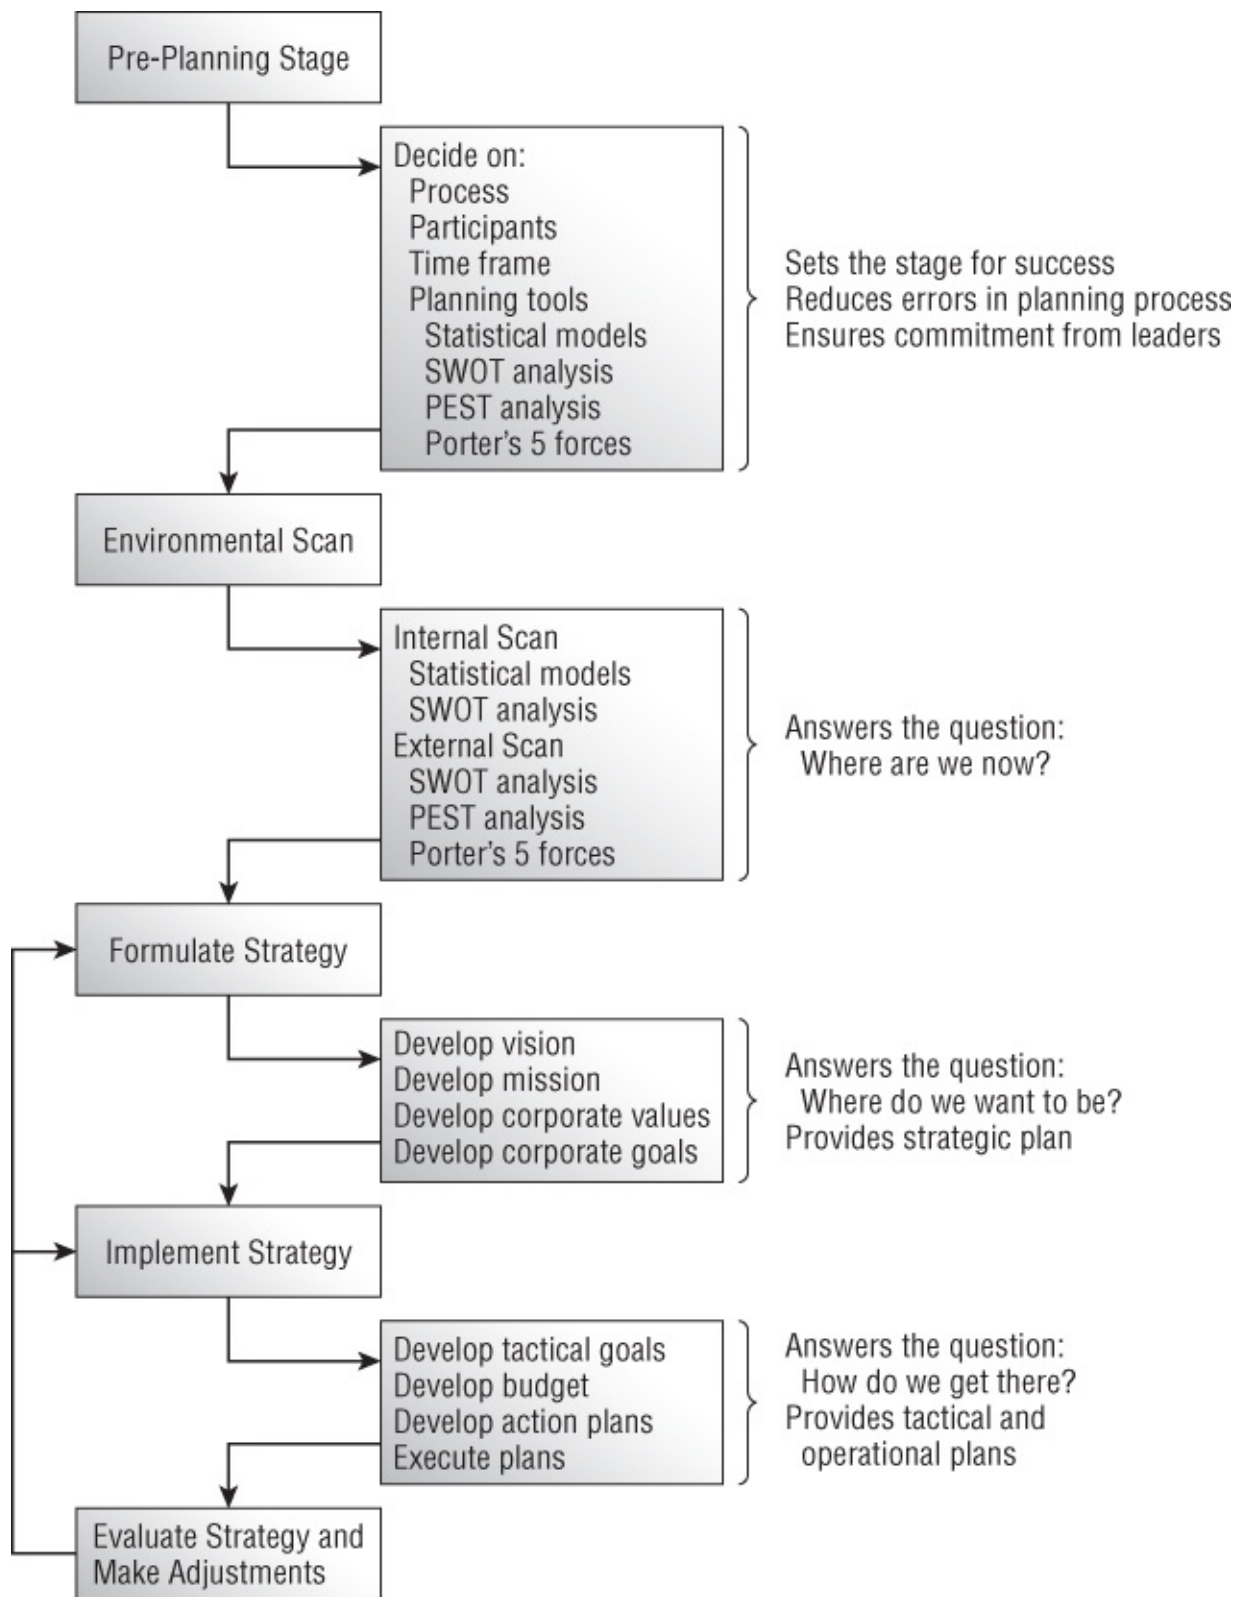 Pre-Planning Stage
Decide on:
Process
Participants
Time frame
Planning tools
Statistical models
SWOT analysis
PEST analysis
Porter's 5 forces
Sets the stage for success
Reduces errors in planning process
Ensures commitment from leaders
Environmental Scan
Internal Scan
Statistical models
SWOT analysis
External Scan
SWOT analysis
PEST analysis
Porter's 5 forces
Answers the question:
Where are we now?
Formulate Strategy
Develop vision
Develop mission
Develop corporate values
Develop corporate goals
Answers the question:
Where do we want to be?
Provides strategic plan
Implement Strategy
Develop tactical goals
Develop budget
Develop action plans
Execute plans
Answers the question:
How do we get there?
Provides tactical and
operational plans
Evaluate Strategy and
Make Adjustments